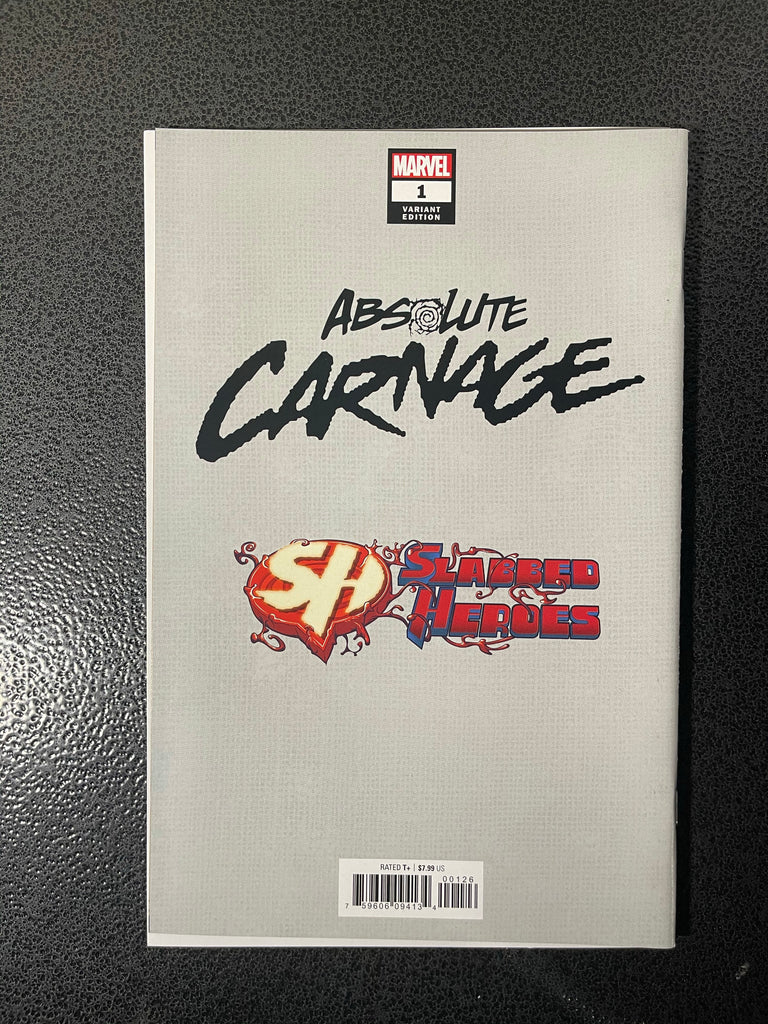 MARVEL
1
VARIANT
EDITION
ABSOLUTE
CARNAGE
SH SLABBED
HEROES
RATED T+ | $7.99 US
00126
7 59606 09413 4